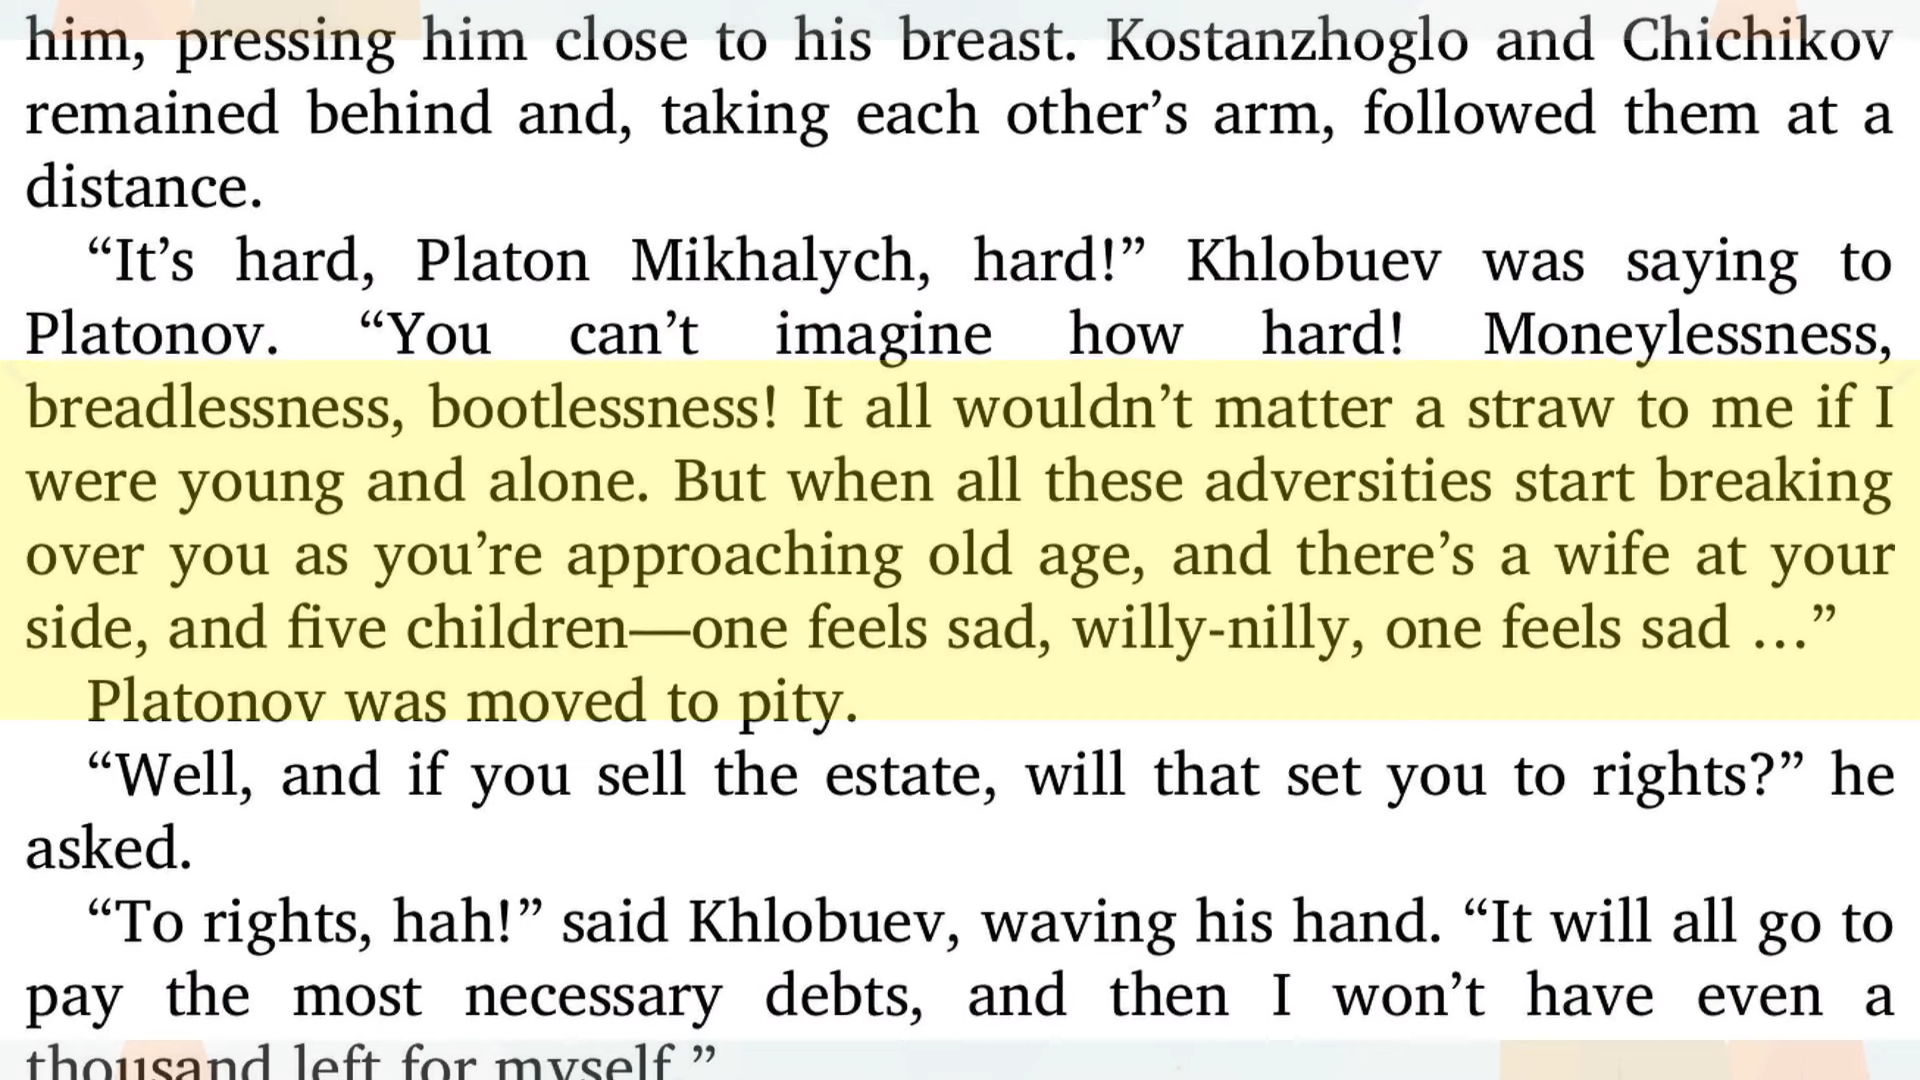 him, pressing him close to his breast. Kostanzhoglo and Chichikov
remained behind and, taking each other’s arm, followed them at a
distance.
“It’s hard, Platon Mikhalych, hard!” Khlobuev was saying to
Platonov. “You can’t imagine how hard! Moneylessness,
breadlessness, bootlessness! It all wouldn’t matter a straw to me if I
were young and alone. But when all these adversities start breaking
over you as you’re approaching old age, and there’s a wife at your
side, and five children—one feels sad, willy-nilly, one feels sad …”
Platonov was moved to pity.
“Well, and if you sell the estate, will that set you to rights?” he
asked.
“To rights, hah!” said Khlobuev, waving his hand. “It will all go to
pay the most necessary debts, and then I won’t have even a
thousand left for myself.”